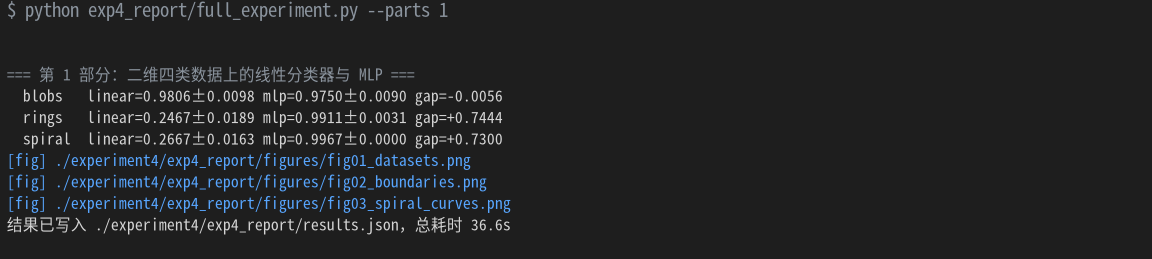 $ python exp4_report/full_experiment.py --parts 1
=== 第 1 部分：二维四类数据上的线性分类器与 MLP ===
blobs   linear=0.9806±0.0098 mlp=0.9750±0.0090 gap=-0.0056
rings   linear=0.2467±0.0189 mlp=0.9911±0.0031 gap=+0.7444
spiral  linear=0.2667±0.0163 mlp=0.9967±0.0000 gap=+0.7300
[fig] ./experiment4/exp4_report/figures/fig01_datasets.png
[fig] ./experiment4/exp4_report/figures/fig02_boundaries.png
[fig] ./experiment4/exp4_report/figures/fig03_spiral_curves.png
结果已写入 ./experiment4/exp4_report/results.json，总耗时 36.6s